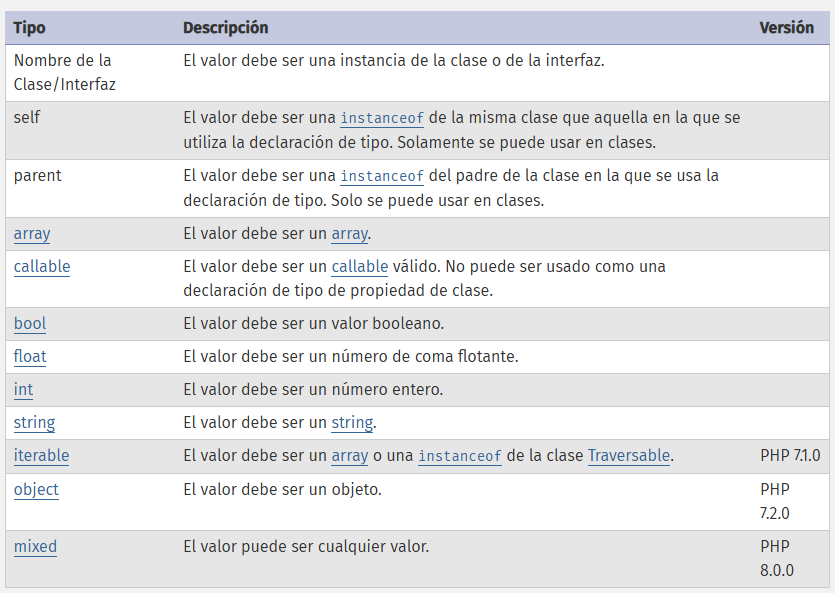 Tipo Descripción Versión
Nombre de la El valor debe ser una instancia de la clase o de la interfaz.
Clase/Interfaz
self El valor debe ser una instanceof de la misma clase que aquella en la que se
utiliza la declaración de tipo. Solamente se puede usar en clases.
parent El valor debe ser una instanceof del padre de la clase en la que se usa la
declaración de tipo. Solo se puede usar en clases.
array El valor debe ser un array.
callable El valor debe ser un callable válido. No puede ser usado como una
declaración de tipo de propiedad de clase.
bool El valor debe ser un valor booleano.
float El valor debe ser un número de coma flotante.
int El valor debe ser un número entero.
string El valor debe ser un string.
iterable El valor debe ser un array o una instanceof de la clase Traversable. PHP 7.1.0
object El valor debe ser un objeto. PHP
7.2.0
mixed El valor puede ser cualquier valor. PHP
8.0.0